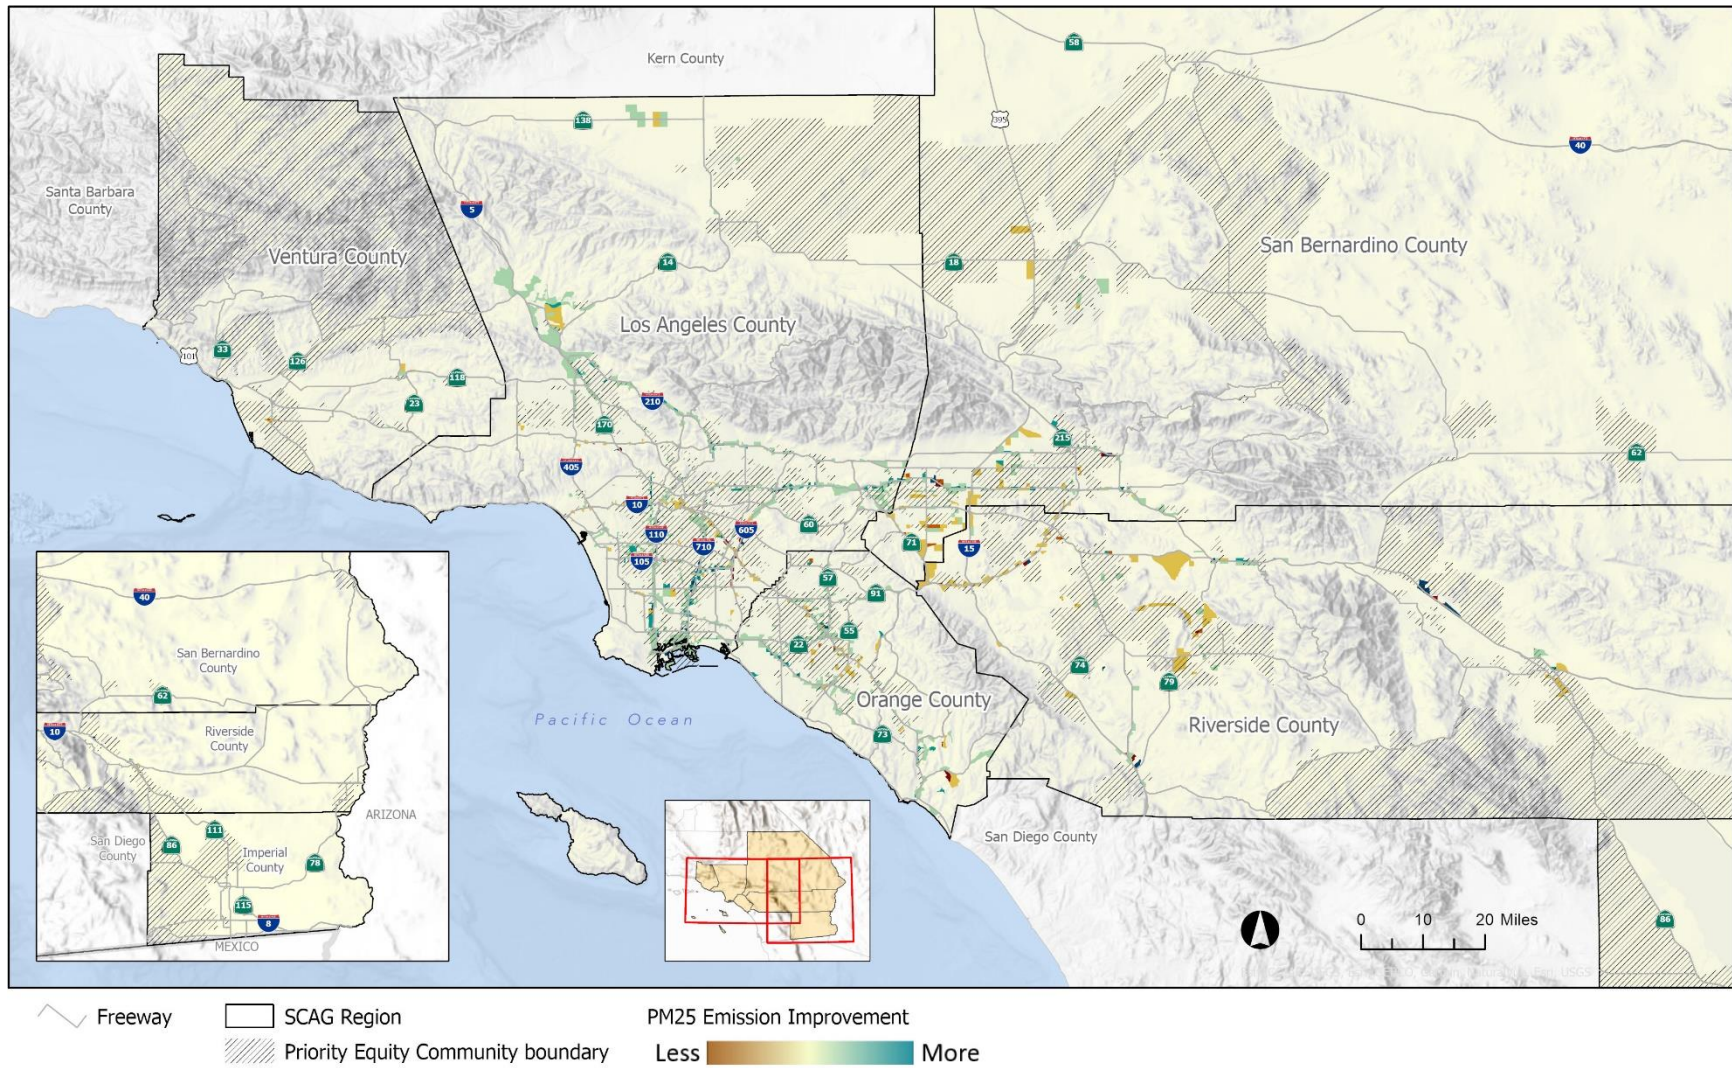 Kern County
58
395
138
40
Santa Barbara
County
5
San Bernardino County
Ventura County
14
18
Los Angeles County
33
101
126
118
23
210
170
215
62
405
10
60
605
110
710
71
15
105
57
91
55
22
74
79
Orange County
Riverside County
73
Pacific Ocean
San Diego County
86
40
San Bernardino
County
62
10
Riverside
County
ARIZONA
San Diego
County
111
86
Imperial
County
78
115
8
MEXICO
0 10 20 Miles
Freeway
SCAG Region
PM25 Emission Improvement
Priority Equity Community boundary
Less
More